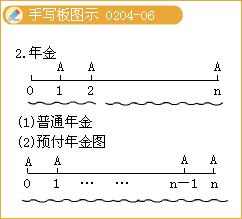 手写板图示 0204-06
2.年金
A A A
0 1 2 n
(1)普通年金
(2)预付年金图
A A A A
0 1 … … n-1 n